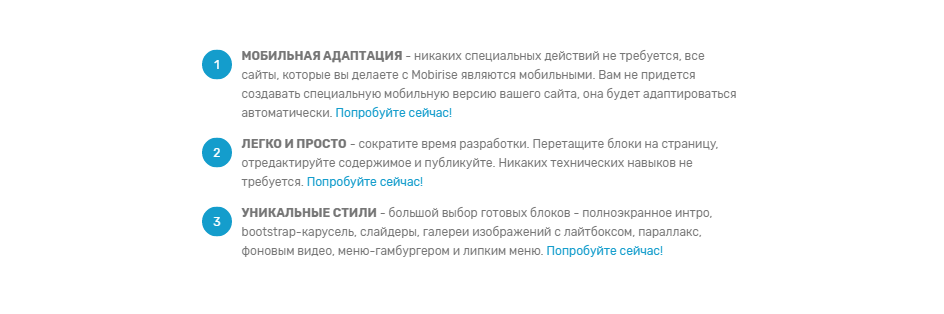 1
МОБИЛЬНАЯ АДАПТАЦИЯ - никаких специальных действий не требуется, все
сайты, которые вы делаете с Mobirise являются мобильными. Вам не придется
создавать специальную мобильную версию вашего сайта, она будет адаптироваться
автоматически. Попробуйте сейчас!
2
ЛЕГКО И ПРОСТО - сократите время разработки. Перетащите блоки на страницу,
отредактируйте содержимое и публикуйте. Никаких технических навыков не
требуется. Попробуйте сейчас!
3
УНИКАЛЬНЫЕ СТИЛИ - большой выбор готовых блоков - полноэкранное интро,
bootstrap-карусель, слайдеры, галереи изображений с лайтбоксом, параллакс,
фоновым видео, меню-гамбургером и липким меню. Попробуйте сейчас!